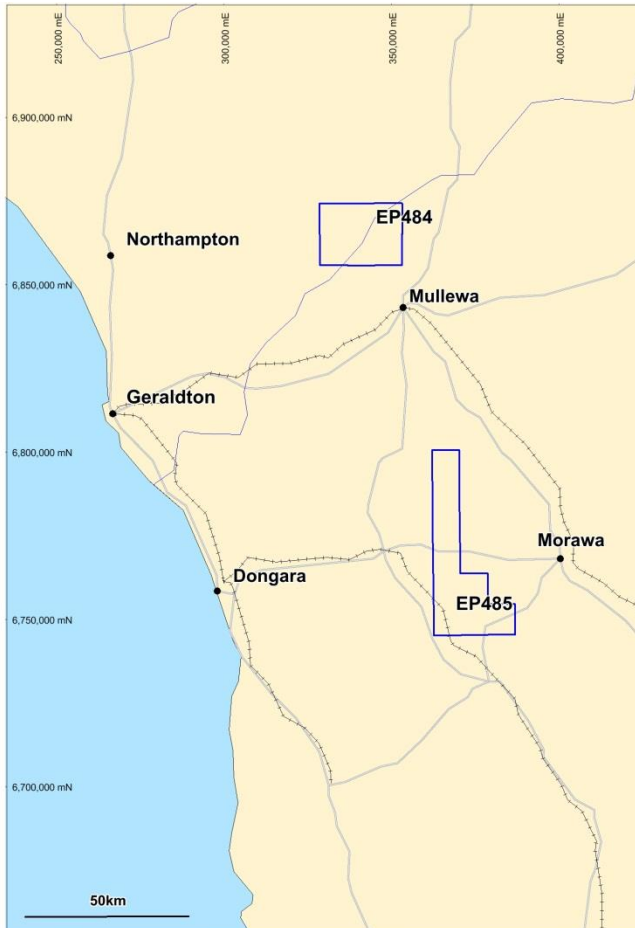 250,000 mE
300,000 mE
350,000 mE
400,000 mE
6,900,000 mN
EP484
Northampton
6,850,000 mN
Mullewa
Geraldton
6,800,000 mN
Morawa
Dongara
EP485
6,750,000 mN
6,700,000 mN
50km